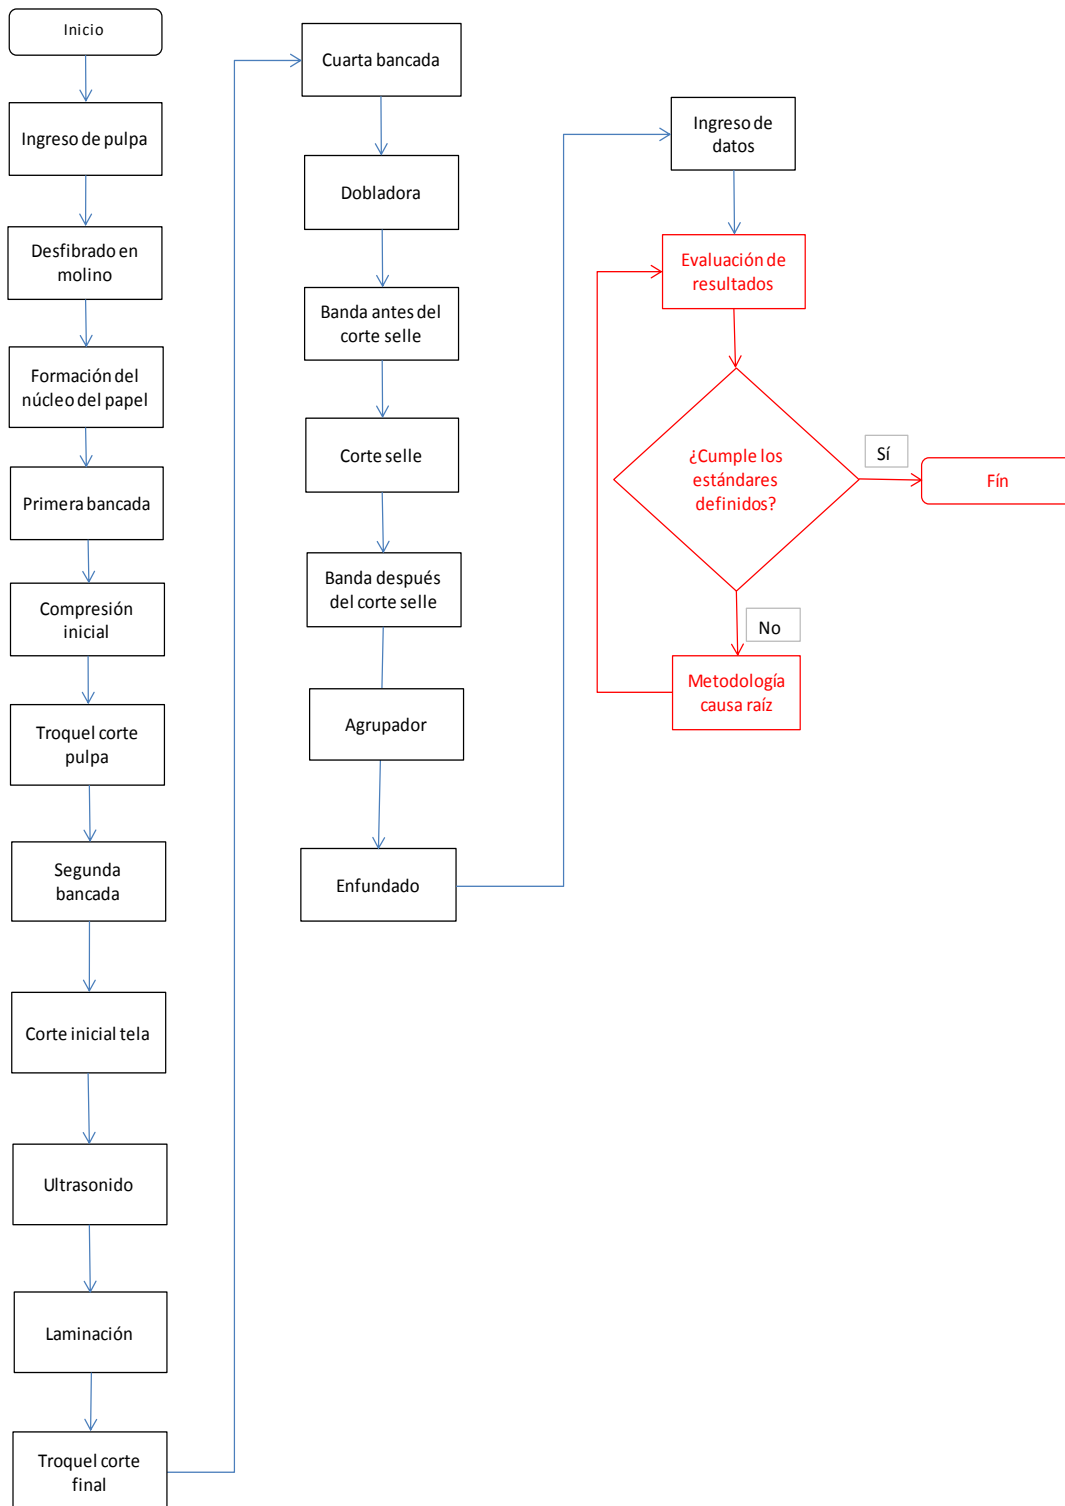 Inicio
Ingreso de pulpa
Desfibrado en
molino
Formación del
núcleo del papel
Primera bancada
Compresión
inicial
Troquel corte
pulpa
Segunda
bancada
Corte inicial tela
Ultrasonido
Laminación
Troquel corte
final
Cuarta bancada
Dobladora
Banda antes del
corte selle
Corte selle
Banda después
del corte selle
Agrupador
Enfundado
Ingreso de
datos
Evaluación de
resultados
¿Cumple los
estándares
definidos?
Sí
Fín
No
Metodología
causa raíz